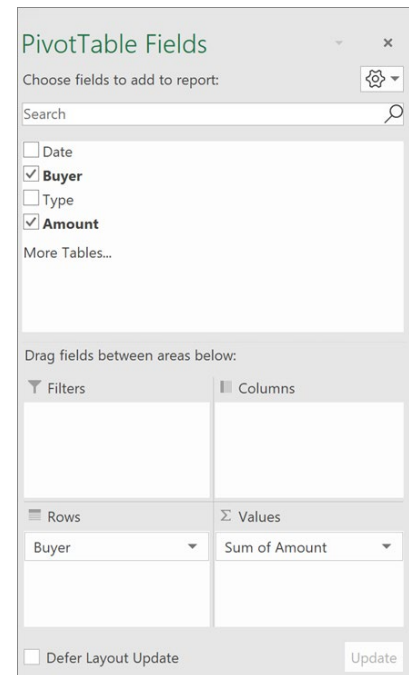 PivotTable Fields
Choose fields to add to report:
Search
Date
Buyer
Type
Amount
More Tables...
Drag fields between areas below:
Filters
Columns
Rows
Σ Values
Buyer
Sum of Amount
Defer Layout Update
Update